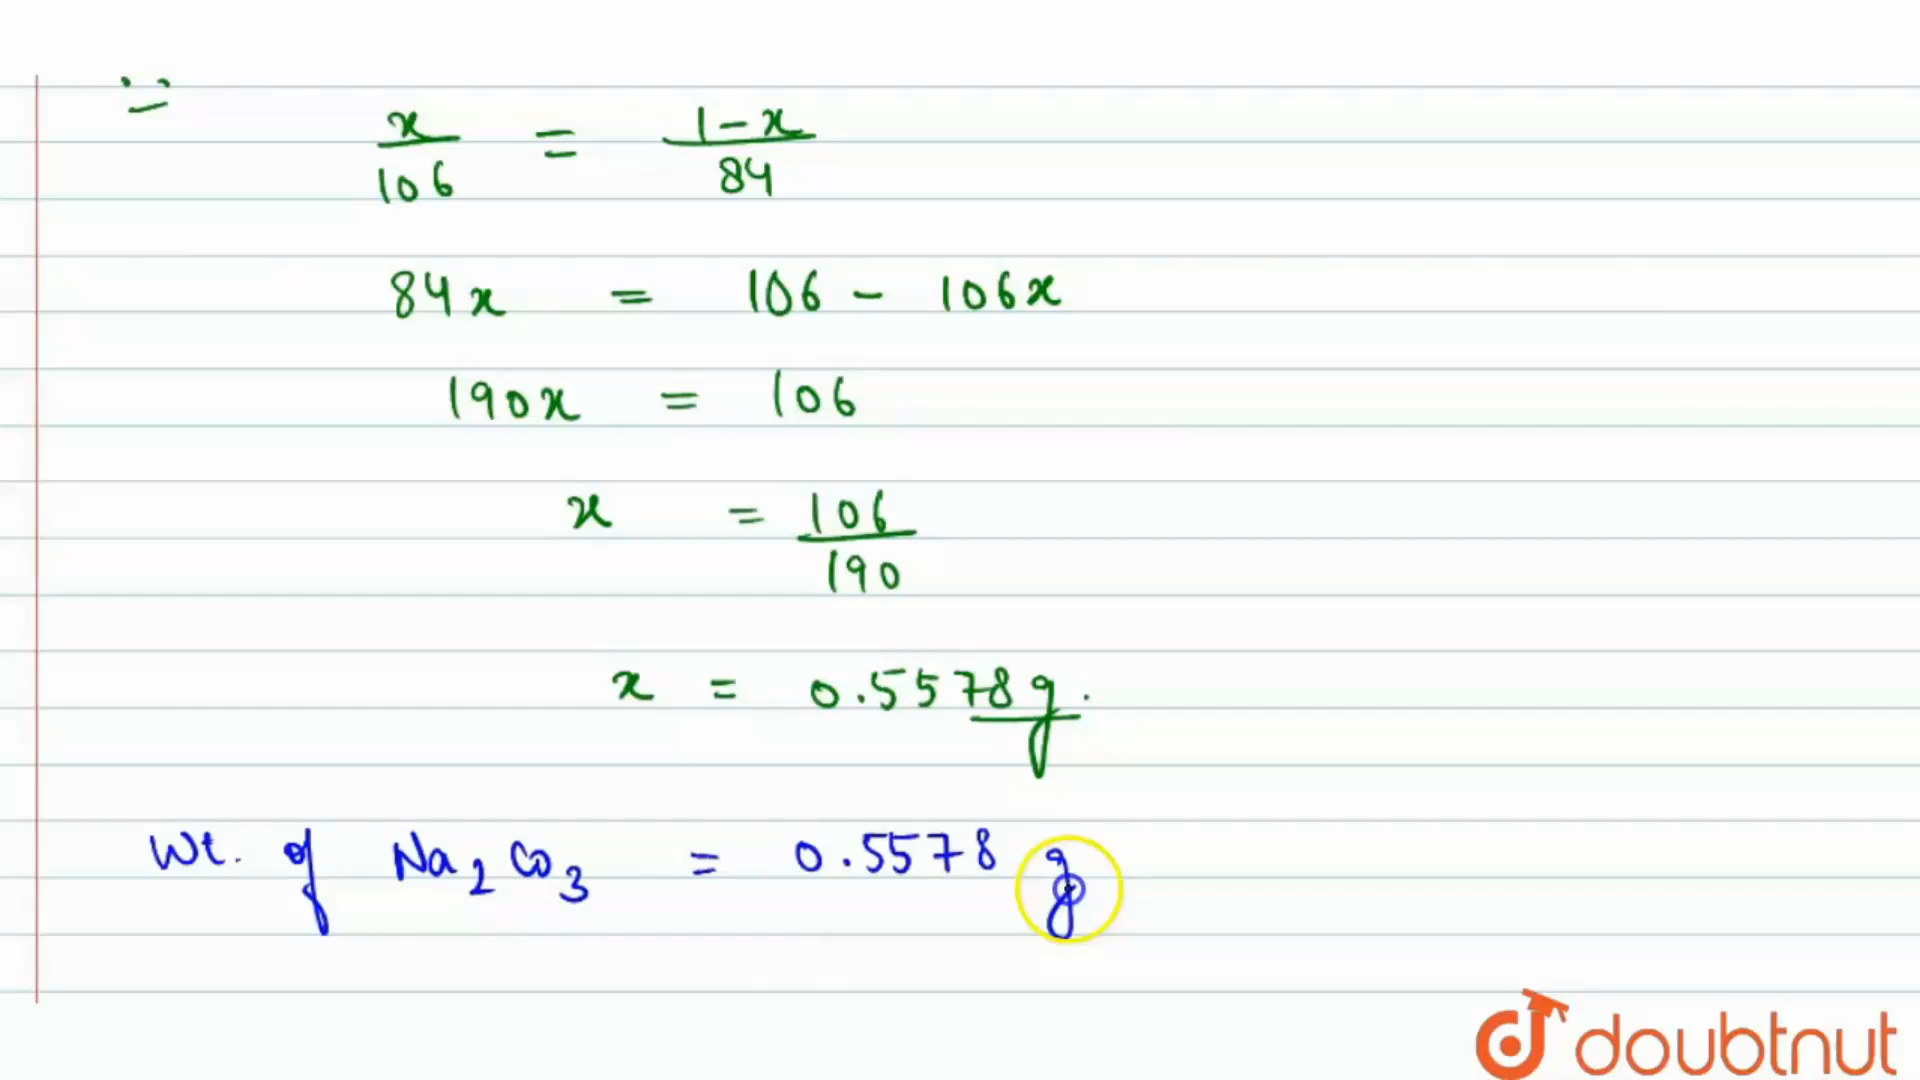 ∵
x/106 = 1-x/84
84x = 106 - 106x
190x = 106
x = 106/190
x = 0.5578 g.
Wt. of Na2CO3 = 0.5578 g
doubtnut